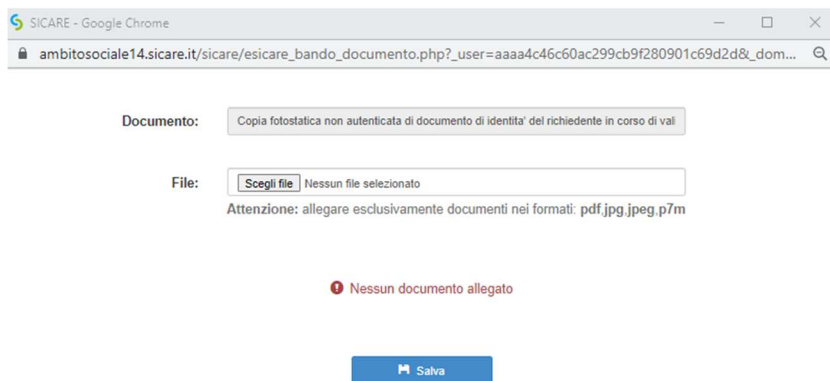 SICARE - Google Chrome
ambitosociale14.sicare.it/sicare/esicare_bando_documento.php?_user=aaaa4c46c60ac299cb9f280901c69d2d&_dom...
Documento: Copia fotostatica non autenticata di documento di identita' del richiedente in corso di vali
File: Scegli file Nessun file selezionato
Attenzione: allegare esclusivamente documenti nei formati: pdf,jpg,jpeg,p7m
Nessun documento allegato
Salva